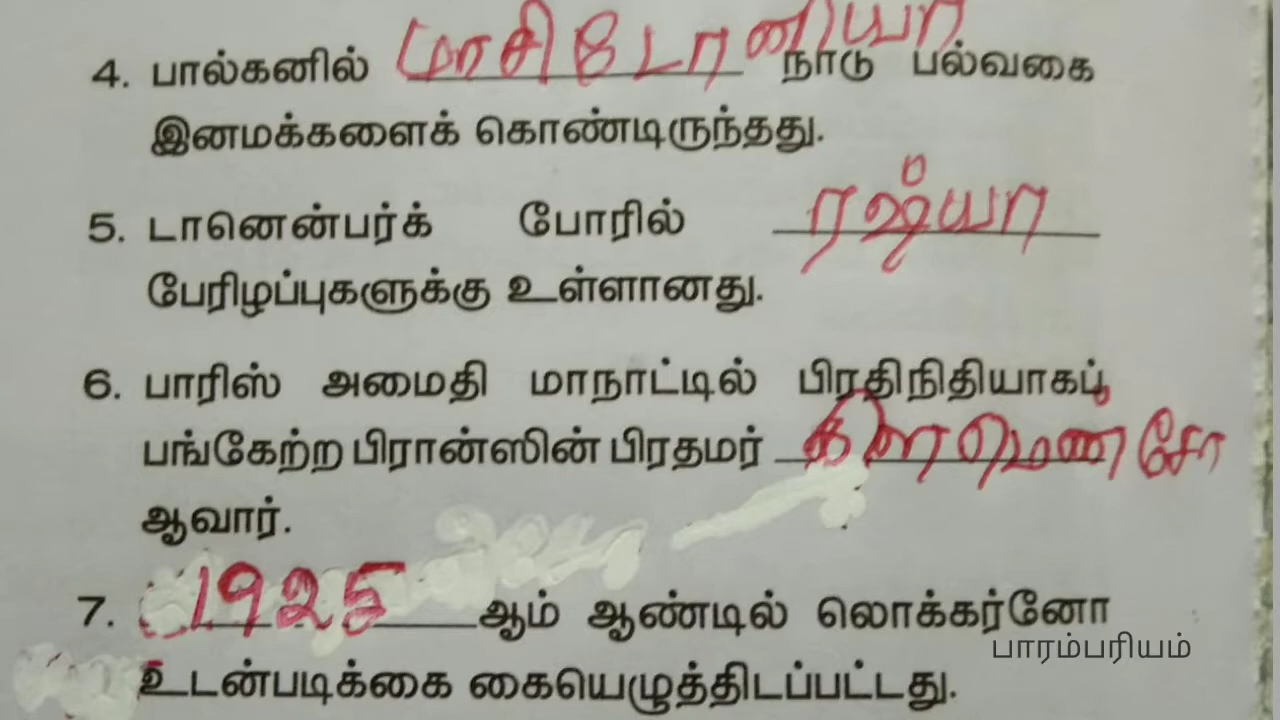 4. பால்கனில் மாசிடோனியா நாடு பல்வகை
இனமக்களைக் கொண்டிருந்தது.
5. டானென்பர்க் போரில் ரஷ்யா
பேரிழப்புகளுக்கு உள்ளானது.
6. பாரிஸ் அமைதி மாநாட்டில் பிரதிநிதியாகப்
பங்கேற்ற பிரான்ஸின் பிரதமர் கிளமென்சோ
ஆவார்.
7. 1925 ஆம் ஆண்டில் லொக்கர்னோ
பாரம்பரியம்
உடன்படிக்கை கையெழுத்திடப்பட்டது.